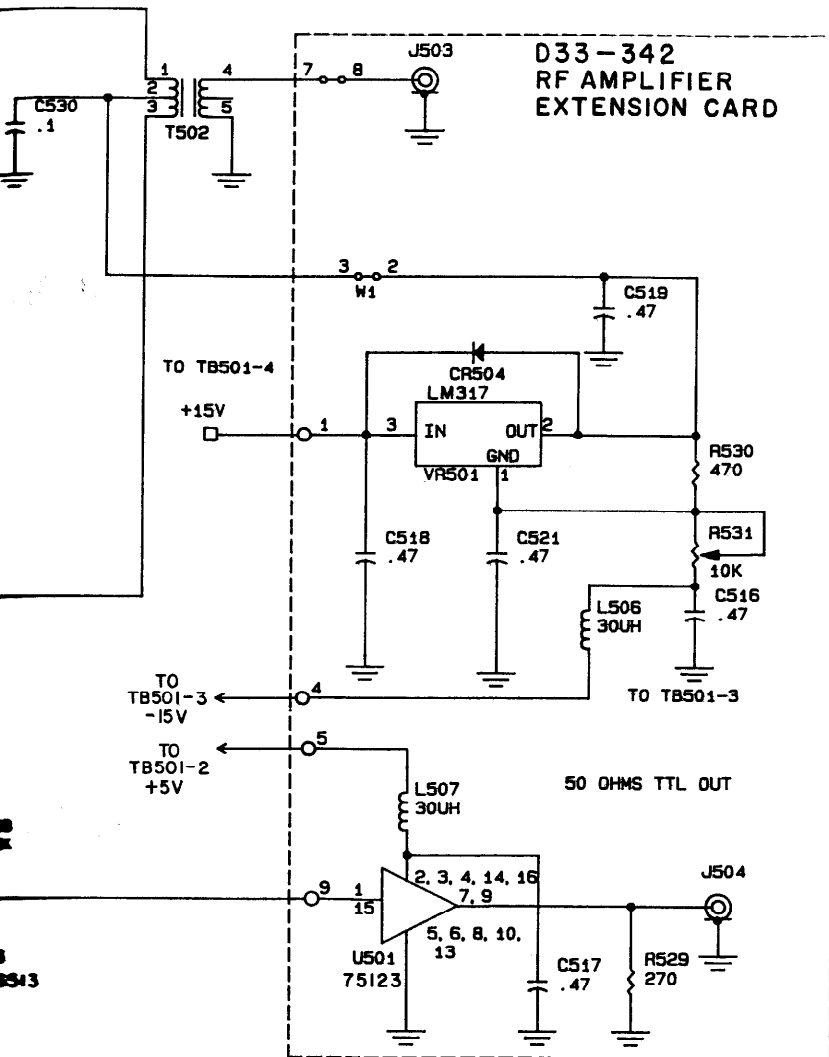 J503
D33-342
RF AMPLIFIER
EXTENSION CARD
1
2
3
4
5
7
8
C530
.1
T502
3
2
W1
C519
.47
TO TB501-4
CR504
+15V
LM317
1
3
IN
OUT
2
GND
VR501
1
R530
470
C518
.47
C521
.47
R531
10K
C516
.47
L506
30UH
TO
TB501-3
-15V
4
TO TB501-3
TO
TB501-2
+5V
5
L507
30UH
50 OHMS TTL OUT
9
1
15
2, 3, 4, 14, 16
7, 9
5, 6, 8, 10,
13
J504
U501
75123
C517
.47
R529
270